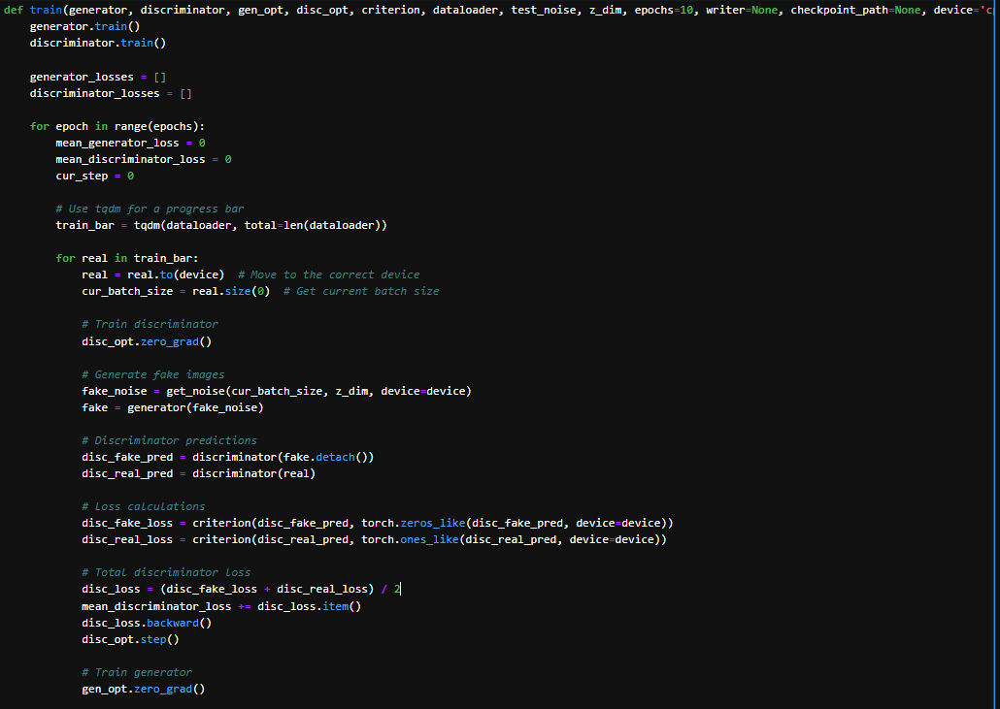 def train(generator, discriminator, gen_opt, disc_opt, criterion, dataloader, test_noise, z_dim, epochs=10, writer=None, checkpoint_path=None, device='c
    generator.train()
    discriminator.train()

    generator_losses = []
    discriminator_losses = []

    for epoch in range(epochs):
        mean_generator_loss = 0
        mean_discriminator_loss = 0
        cur_step = 0

        # Use tqdm for a progress bar
        train_bar = tqdm(dataloader, total=len(dataloader))

        for real in train_bar:
            real = real.to(device)  # Move to the correct device
            cur_batch_size = real.size(0)  # Get current batch size

            # Train discriminator
            disc_opt.zero_grad()

            # Generate fake images
            fake_noise = get_noise(cur_batch_size, z_dim, device=device)
            fake = generator(fake_noise)

            # Discriminator predictions
            disc_fake_pred = discriminator(fake.detach())
            disc_real_pred = discriminator(real)

            # Loss calculations
            disc_fake_loss = criterion(disc_fake_pred, torch.zeros_like(disc_fake_pred, device=device))
            disc_real_loss = criterion(disc_real_pred, torch.ones_like(disc_real_pred, device=device))

            # Total discriminator loss
            disc_loss = (disc_fake_loss + disc_real_loss) / 2
            mean_discriminator_loss += disc_loss.item()
            disc_loss.backward()
            disc_opt.step()

            # Train generator
            gen_opt.zero_grad()